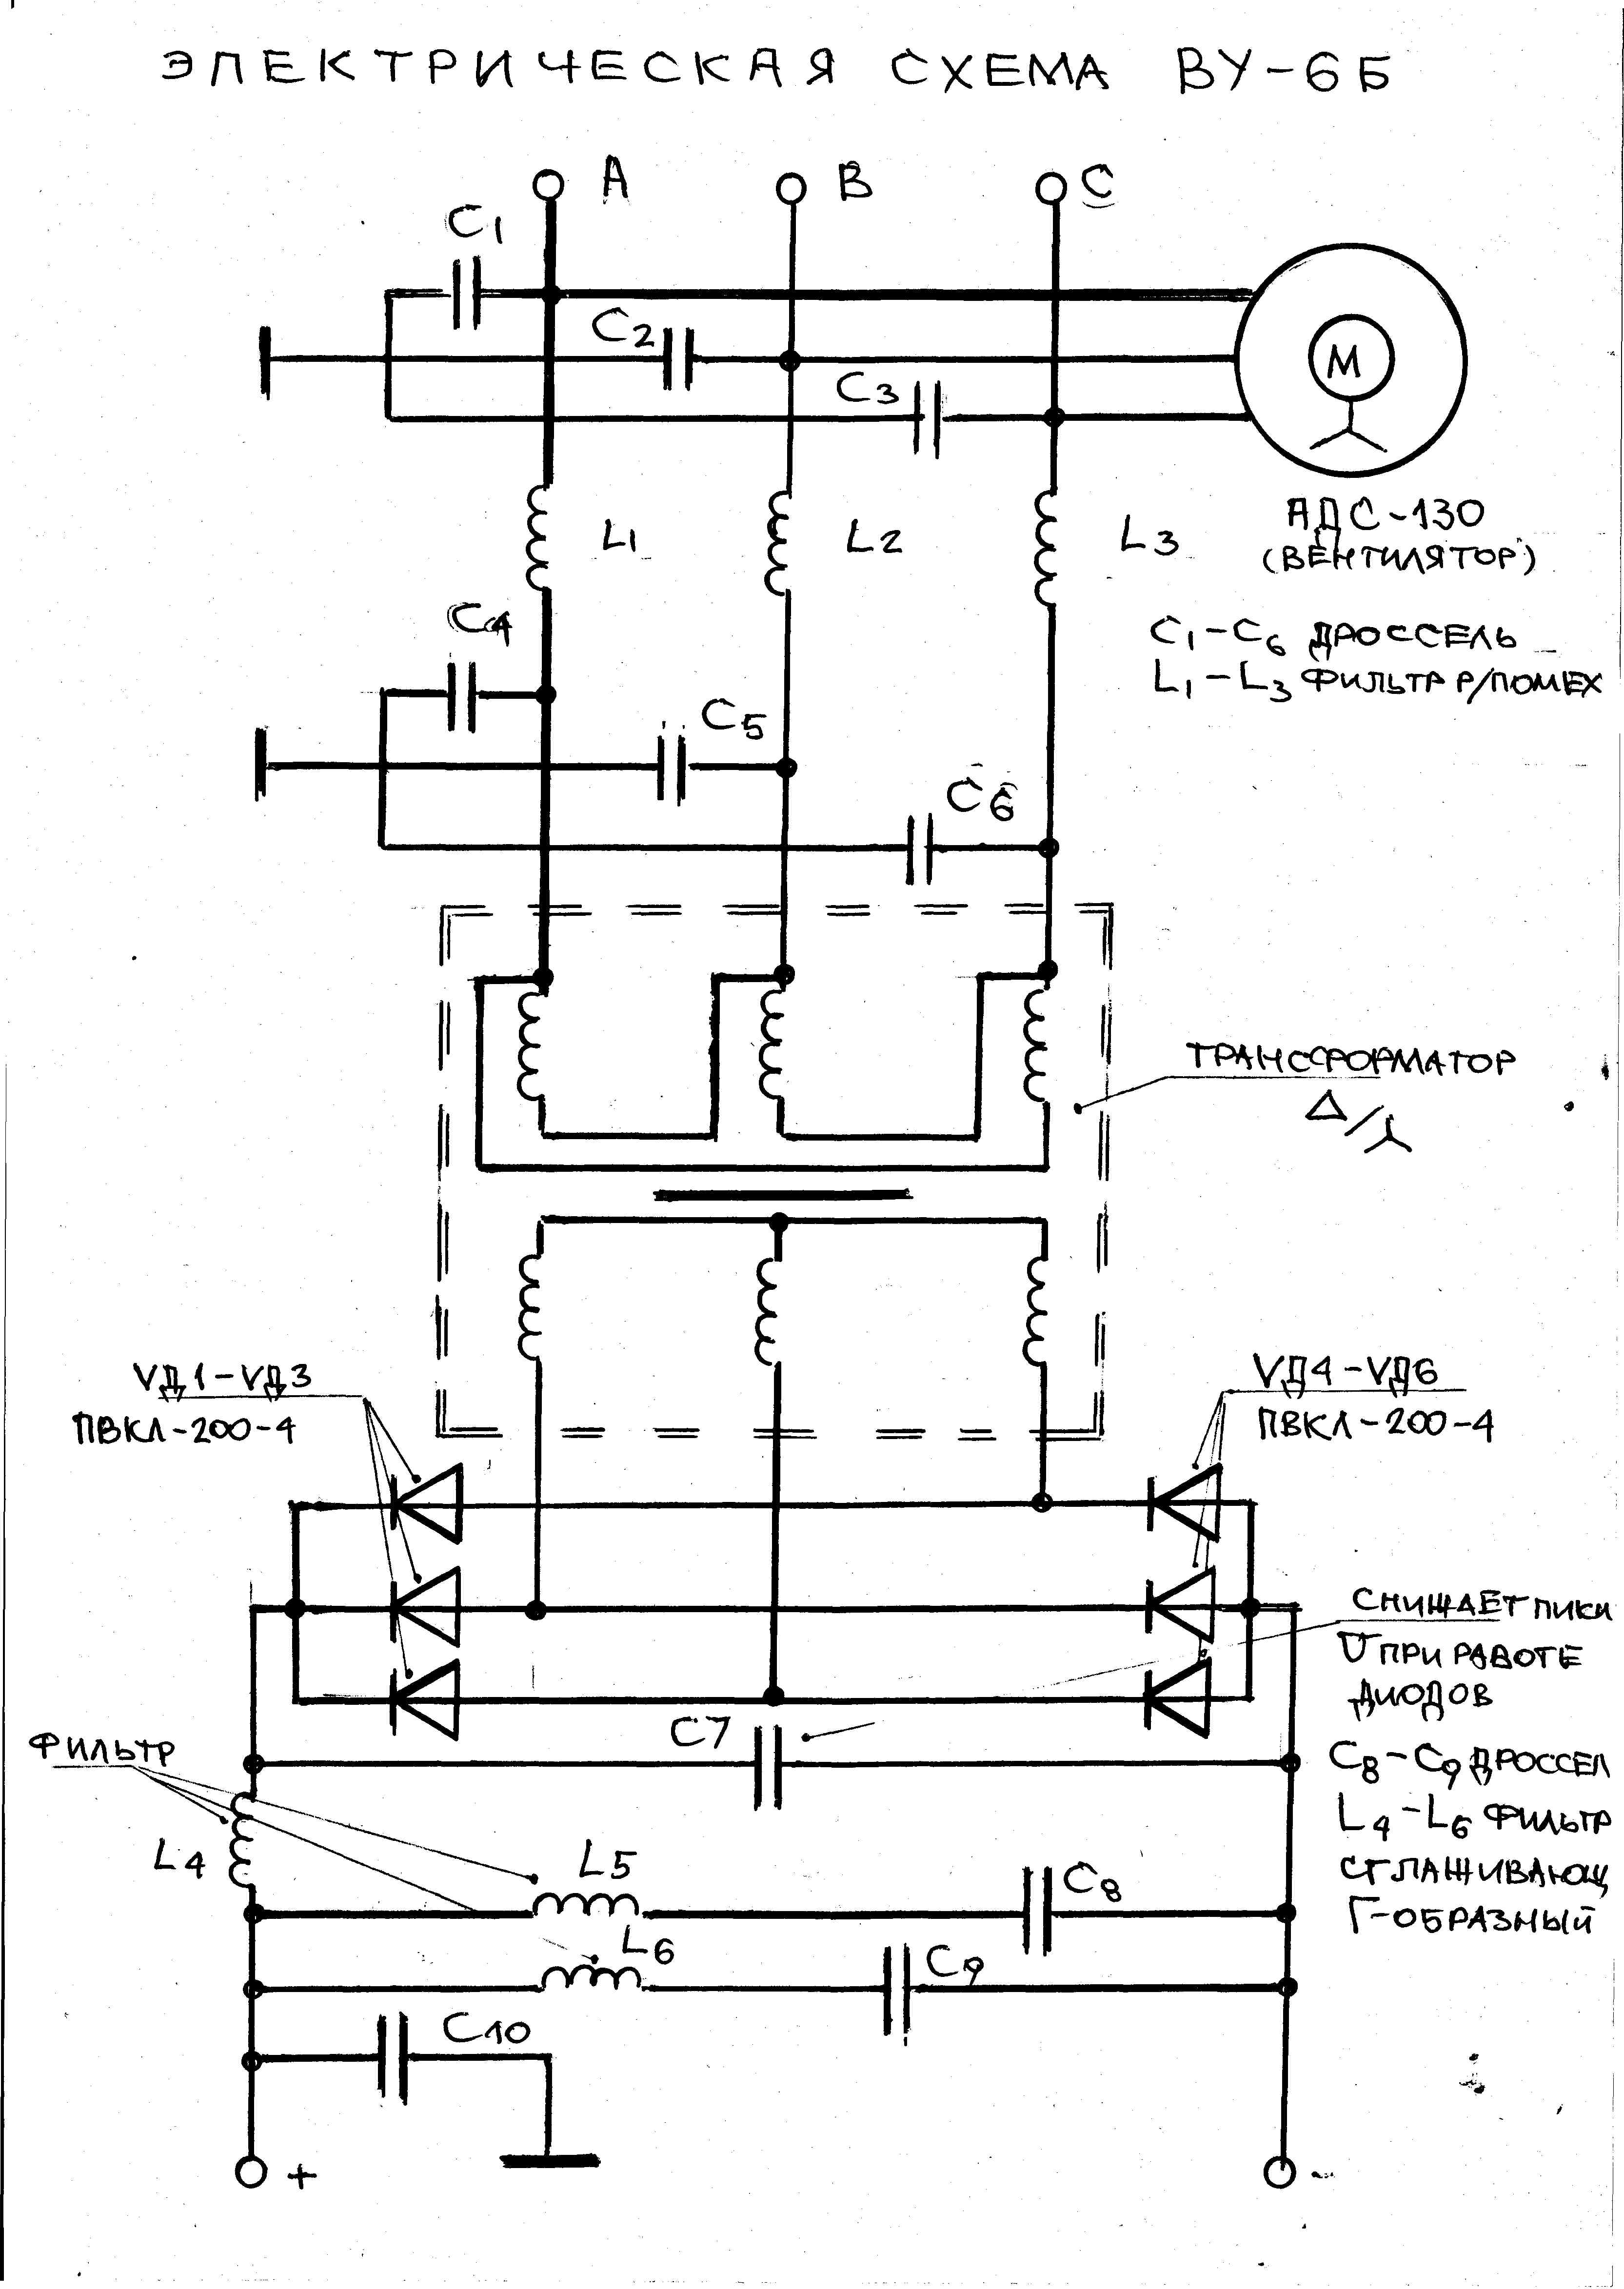 ЭЛЕКТРИЧЕСКАЯ СХЕМА ВУ-6Б
A
B
C
C1
C2
C3
M
АДС-130
(ВЕНТИЛЯТОР)
L1
L2
L3
C4
C5
C6
C1-C6 ДРОССЕЛЬ
L1-L3 ФИЛЬТР Р/ПОМЕХ
ТРАНСФОРМАТОР
Δ/⅄
VД1-VД3
ПВКЛ-200-4
VД4-VД6
ПВКЛ-200-4
СНИЖАЕТ ПИКИ
U ПРИ РАБОТЕ
ДИОДОВ
C7
ФИЛЬТР
C8-C9 ДРОССЕЛ
L4-L6 ФИЛЬТР
СГЛАЖИВАЮЩ
Г-ОБРАЗНЫЙ
L4
L5
C8
L6
C9
C10
+
-